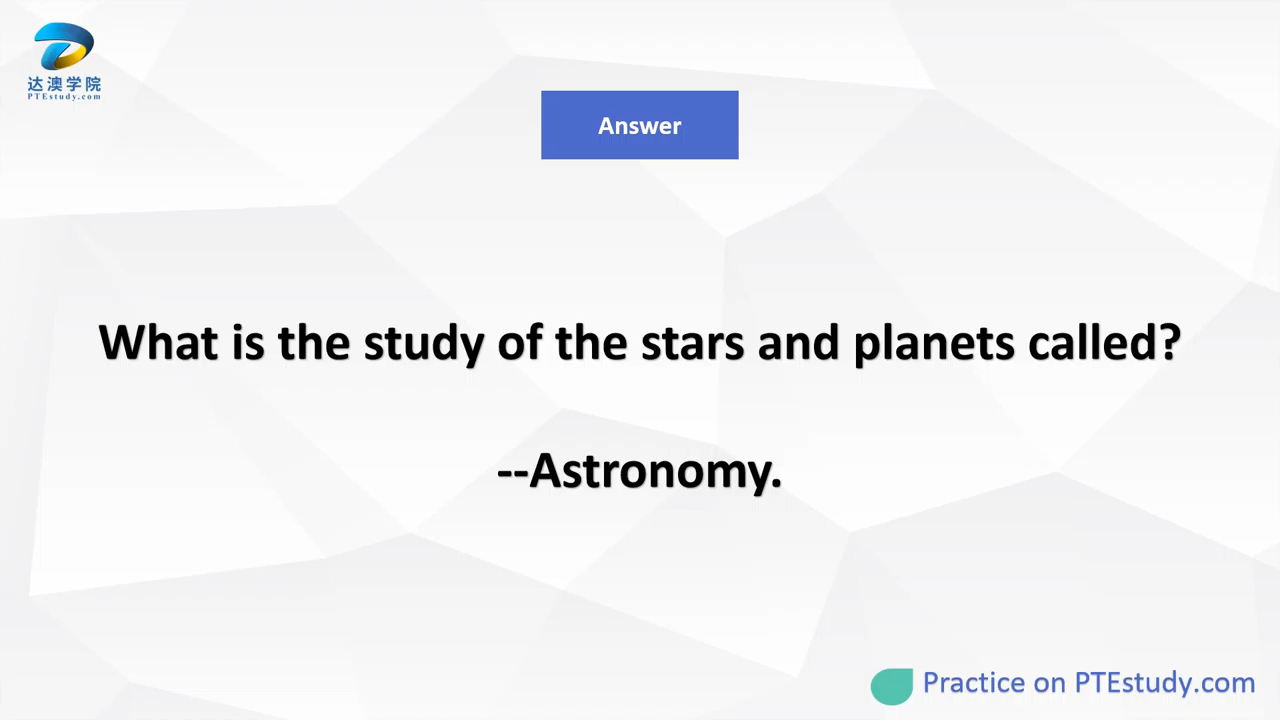 达澳学院
PTEstudy.com
Answer
What is the study of the stars and planets called?
--Astronomy.
Practice on PTEstudy.com